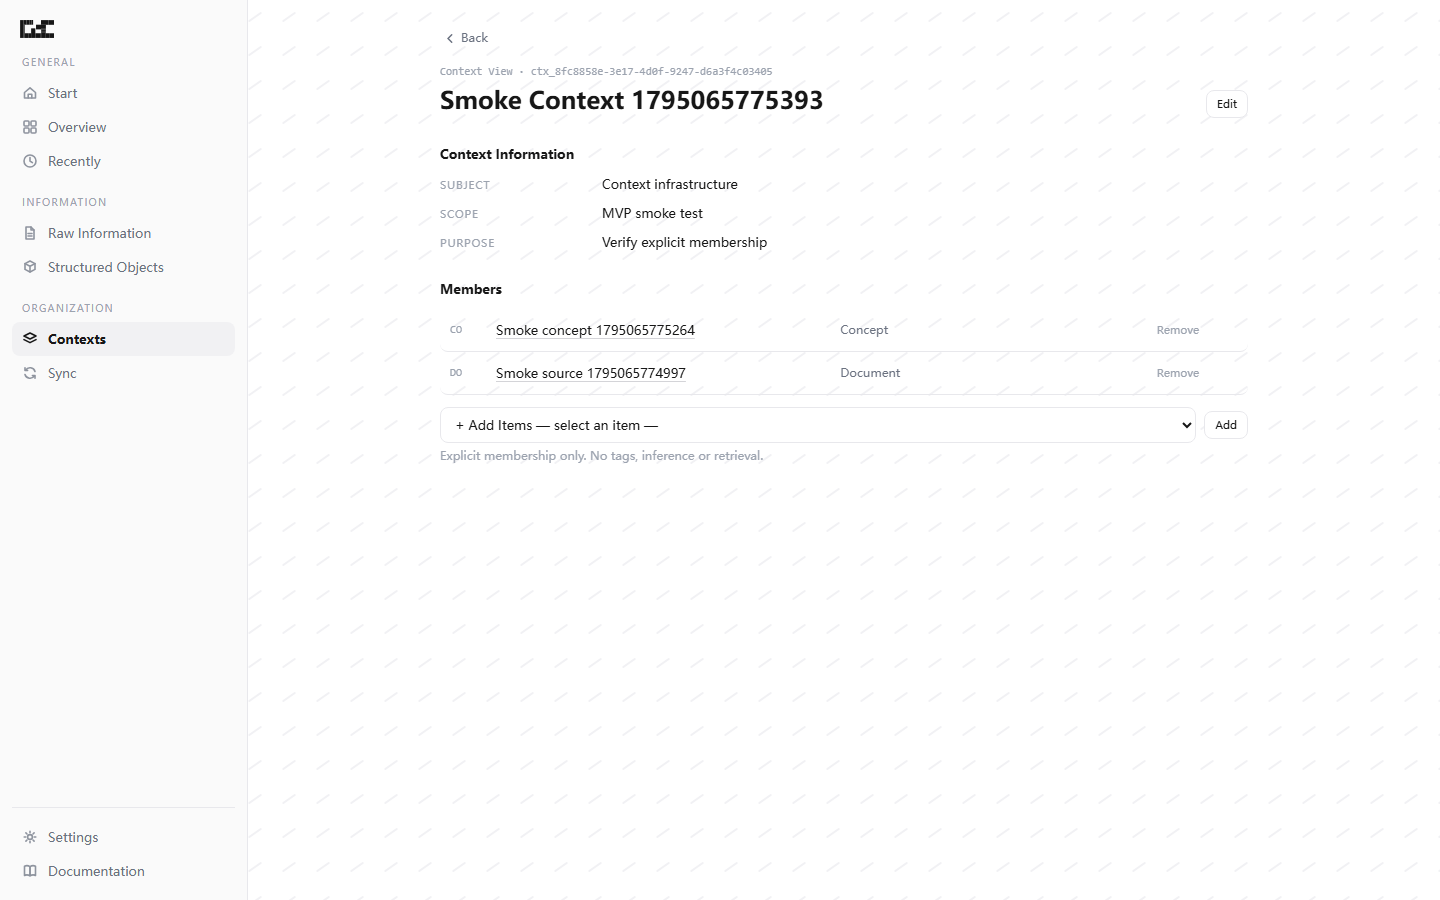 GENERAL
Start
Overview
Recently
INFORMATION
Raw Information
Structured Objects
ORGANIZATION
Contexts
Sync
Settings
Documentation
Back
Context View • ctx_8fc8858e-3e17-4d0f-9247-d6a3f4c03405
Smoke Context 1795065775393
Edit
Context Information
SUBJECT Context infrastructure
SCOPE MVP smoke test
PURPOSE Verify explicit membership
Members
CO Smoke concept 1795065775264 Concept Remove
DO Smoke source 1795065774997 Document Remove
+ Add Items — select an item — Add
Explicit membership only. No tags, inference or retrieval.